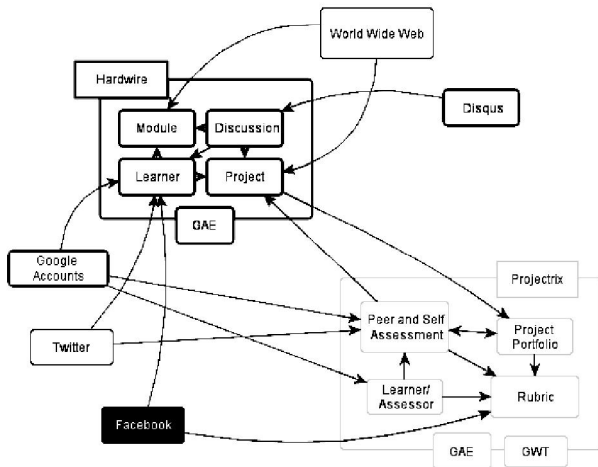 World Wide Web
Hardwire
Disqus
Module
Discussion
Learner
Project
GAE
Google
Accounts
Projectrix
Peer and Self
Assessment
Project
Portfolio
Twitter
Learner/
Assessor
Rubric
Facebook
GAE
GWT